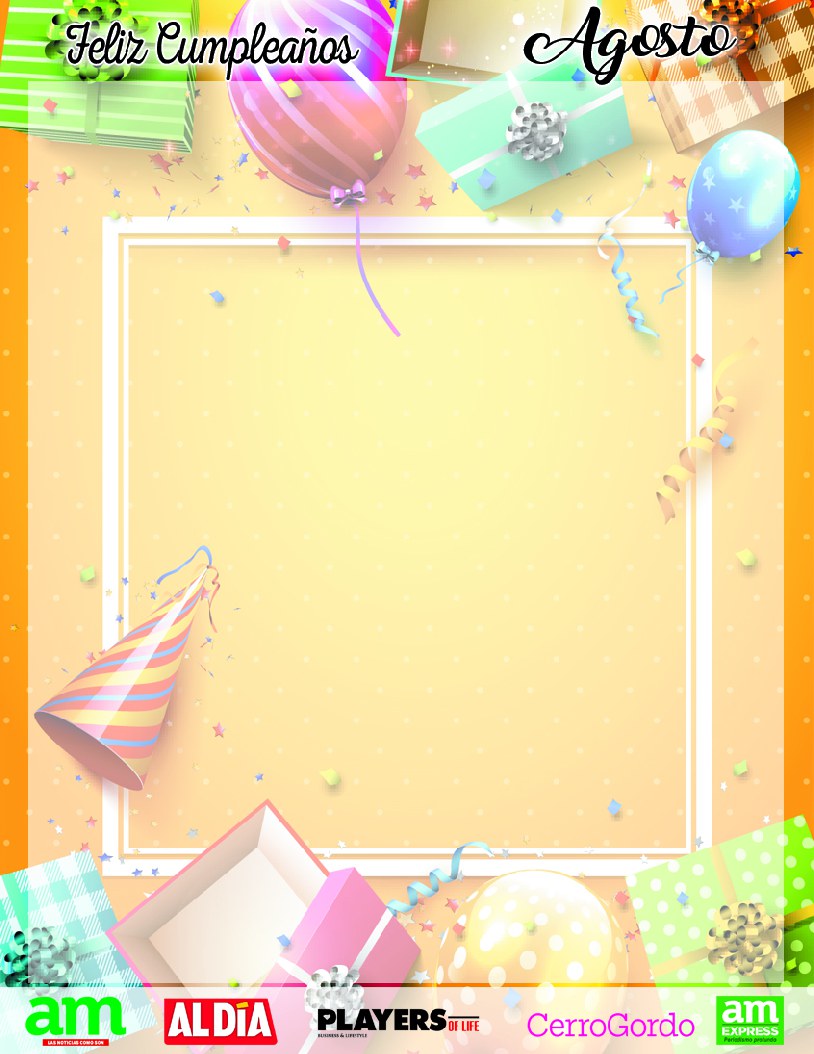 Feliz Cumpleaños
Agosto
am
LAS NOTICIAS COMO SON
AL DÍA
PLAYERS
OF LIFE
BUSINESS & LIFESTYLE
CerroGordo
am
EXPRESS
Periodismo prendido